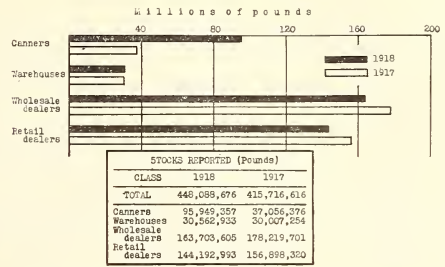 Millions of pounds
40 80 120 160 200
Canners
Warehouses
Wholesale
dealers
Retail
dealers
1918
1917
STOCKS REPORTED (Pounds)
CLASS 1918 1917
TOTAL 448,088,676 415,716,616
Canners 95,949,357 37,056,376
Warehouses 30,562,933 30,007,254
Wholesale
dealers 163,703,605 178,219,701
Retail
dealers 144,192,993 156,898,320